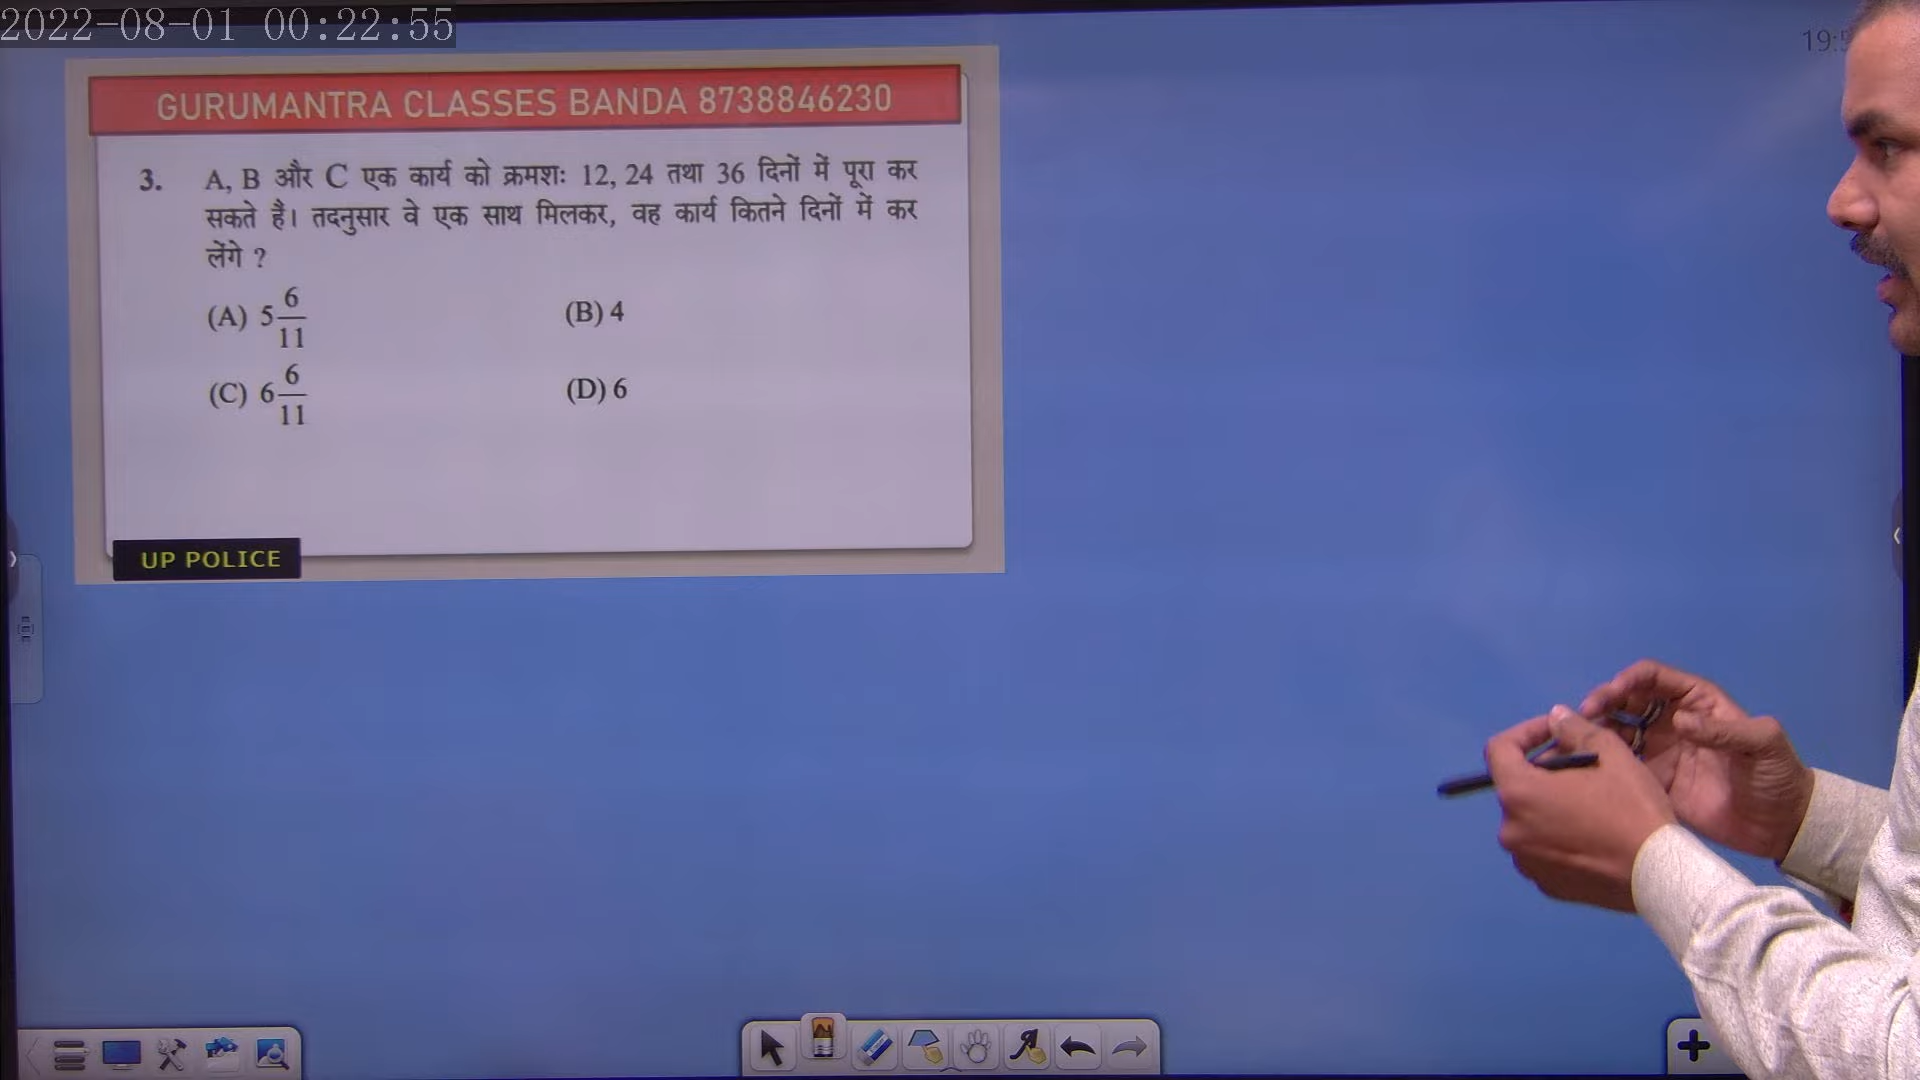 2022-08-01 00:22:55
GURUMANTRA CLASSES BANDA 8738846230
3. A, B और C एक कार्य को क्रमशः 12, 24 तथा 36 दिनों में पूरा कर
सकते हैं। तदनुसार वे एक साथ मिलकर, वह कार्य कितने दिनों में कर
लेंगे ?
(A) 5 6/11 (B) 4
(C) 6 6/11 (D) 6
UP POLICE